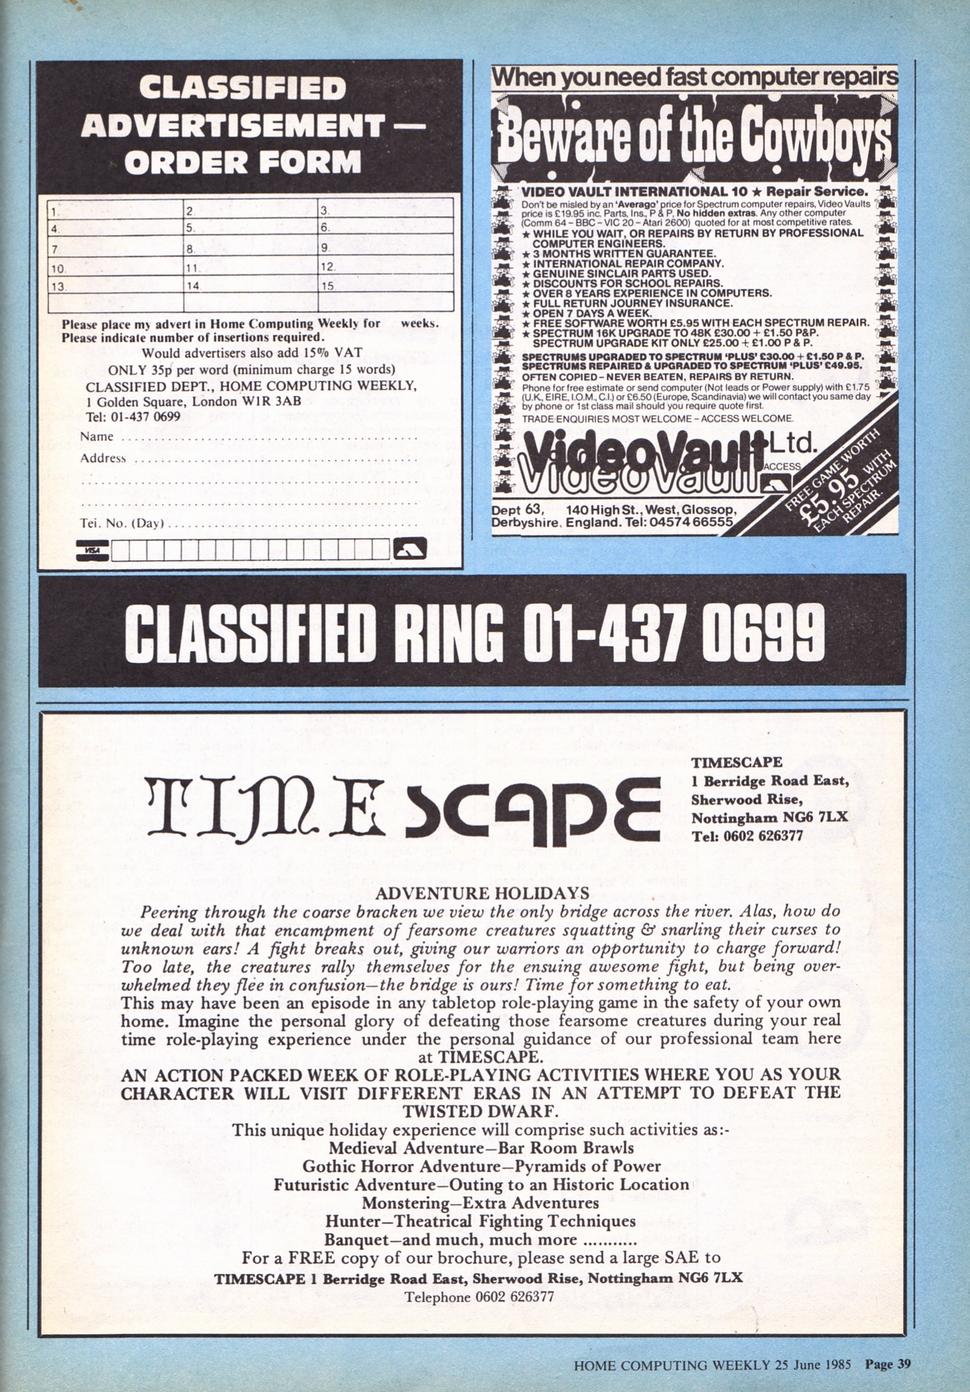 CLASSIFIED
ADVERTISEMENT —
ORDER FORM
1. 2. 3.
4. 5. 6.
7 8. 9.
10. 11. 12.
13. 14. 15.
Please place my advert in Home Computing Weekly for weeks.
Please indicate number of insertions required.
Would advertisers also add 15% VAT
ONLY 35p per word (minimum charge 15 words)
CLASSIFIED DEPT., HOME COMPUTING WEEKLY,
1 Golden Square, London W1R 3AB
Tel: 01-437 0699
Name
Address
Tel. No. (Day)
VISA
When you need fast computer repairs
Beware of the Cowboys
VIDEO VAULT INTERNATIONAL 10 ★ Repair Service.
Don't be misled by an 'Average' price for Spectrum computer repairs, Video Vaults
price is £19.95 inc. Parts, Ins., P & P. No hidden extras. Any other computer
(Comm 64 – BBC – VIC 20 – Atari 2600) quoted for at most competitive rates.
★ WHILE YOU WAIT, OR REPAIRS BY RETURN BY PROFESSIONAL
COMPUTER ENGINEERS.
★ 3 MONTHS WRITTEN GUARANTEE.
★ INTERNATIONAL REPAIR COMPANY.
★ GENUINE SINCLAIR PARTS USED.
★ DISCOUNTS FOR SCHOOL REPAIRS.
★ OVER 8 YEARS EXPERIENCE IN COMPUTERS.
★ FULL RETURN JOURNEY INSURANCE.
★ OPEN 7 DAYS A WEEK.
★ FREE SOFTWARE WORTH £5.95 WITH EACH SPECTRUM REPAIR.
★ SPECTRUM 16K UPGRADE TO 48K £30.00 + £1.50 P&P.
SPECTRUM UPGRADE KIT ONLY £25.00 + £1.00 P & P.
SPECTRUMS UPGRADED TO SPECTRUM 'PLUS' £30.00 + £1.50 P & P.
SPECTRUMS REPAIRED & UPGRADED TO SPECTRUM 'PLUS' £49.95.
OFTEN COPIED – NEVER BEATEN, REPAIRS BY RETURN.
Phone for free estimate or send computer (Not leads or Power supply) with £1.75
(U.K, EIRE, I.O.M., C.I.) or £6.50 (Europe, Scandinavia) we will contact you same day
by phone or 1st class mail should you require quote first.
TRADE ENQUIRIES MOST WELCOME – ACCESS WELCOME.
Video Vault Ltd.
Video Vault
ACCESS
FREE GAME WORTH
£5.95 WITH
EACH SPECTRUM
REPAIR.
Dept 63, 140 High St., West, Glossop,
Derbyshire, England. Tel: 04574 66555
CLASSIFIED RING 01-437 0699
TIMESCAPE
TIMESCAPE
1 Berridge Road East,
Sherwood Rise,
Nottingham NG6 7LX
Tel: 0602 626377
ADVENTURE HOLIDAYS
Peering through the coarse bracken we view the only bridge across the river. Alas, how do
we deal with that encampment of fearsome creatures squatting & snarling their curses to
unknown ears! A fight breaks out, giving our warriors an opportunity to charge forward!
Too late, the creatures rally themselves for the ensuing awesome fight, but being over-
whelmed they flee in confusion—the bridge is ours! Time for something to eat.
This may have been an episode in any tabletop role-playing game in the safety of your own
home. Imagine the personal glory of defeating those fearsome creatures during your real
time role-playing experience under the personal guidance of our professional team here
at TIMESCAPE.
AN ACTION PACKED WEEK OF ROLE-PLAYING ACTIVITIES WHERE YOU AS YOUR
CHARACTER WILL VISIT DIFFERENT ERAS IN AN ATTEMPT TO DEFEAT THE
TWISTED DWARF.
This unique holiday experience will comprise such activities as:-
Medieval Adventure—Bar Room Brawls
Gothic Horror Adventure—Pyramids of Power
Futuristic Adventure—Outing to an Historic Location
Monstering—Extra Adventures
Hunter—Theatrical Fighting Techniques
Banquet—and much, much more ...........
For a FREE copy of our brochure, please send a large SAE to
TIMESCAPE 1 Berridge Road East, Sherwood Rise, Nottingham NG6 7LX
Telephone 0602 626377
HOME COMPUTING WEEKLY 25 June 1985 Page 39